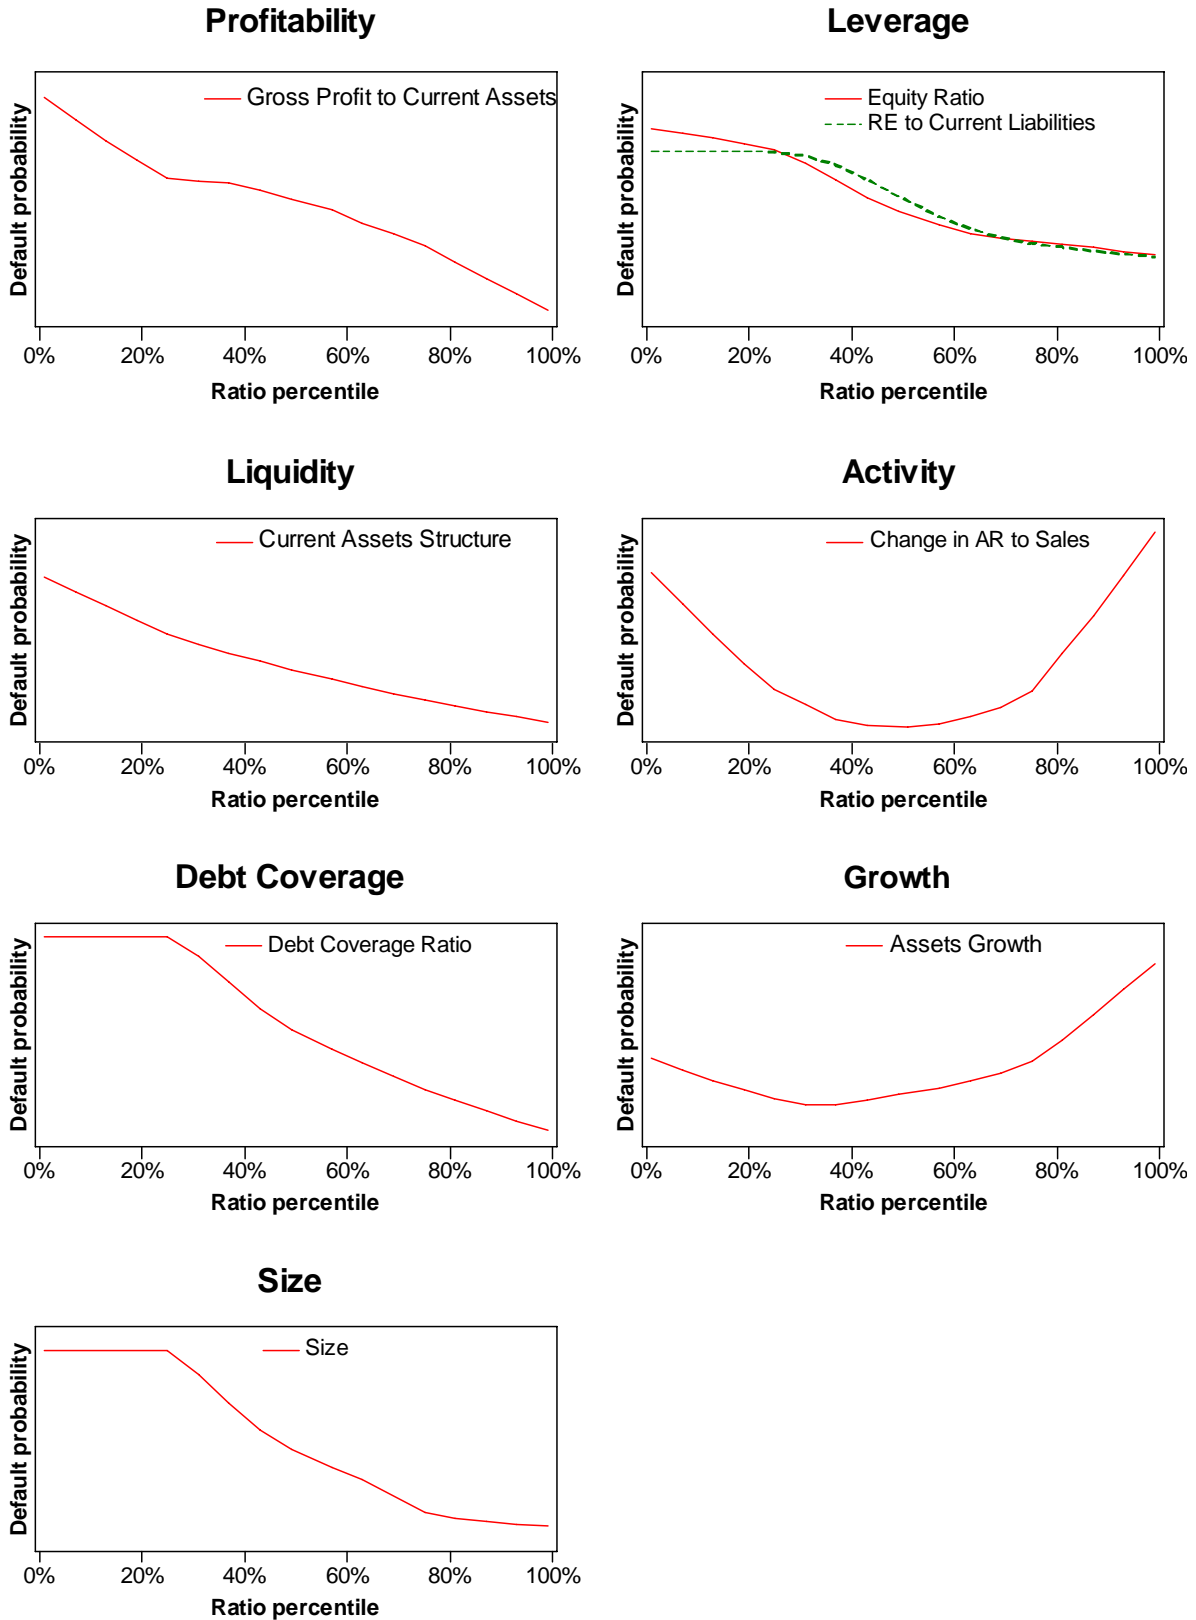 Profitability
Gross Profit to Current Assets
Default probability
0% 20% 40% 60% 80% 100%
Ratio percentile
Leverage
Equity Ratio
RE to Current Liabilities
Default probability
0% 20% 40% 60% 80% 100%
Ratio percentile
Liquidity
Current Assets Structure
Default probability
0% 20% 40% 60% 80% 100%
Ratio percentile
Activity
Change in AR to Sales
Default probability
0% 20% 40% 60% 80% 100%
Ratio percentile
Debt Coverage
Debt Coverage Ratio
Default probability
0% 20% 40% 60% 80% 100%
Ratio percentile
Growth
Assets Growth
Default probability
0% 20% 40% 60% 80% 100%
Ratio percentile
Size
Size
Default probability
0% 20% 40% 60% 80% 100%
Ratio percentile